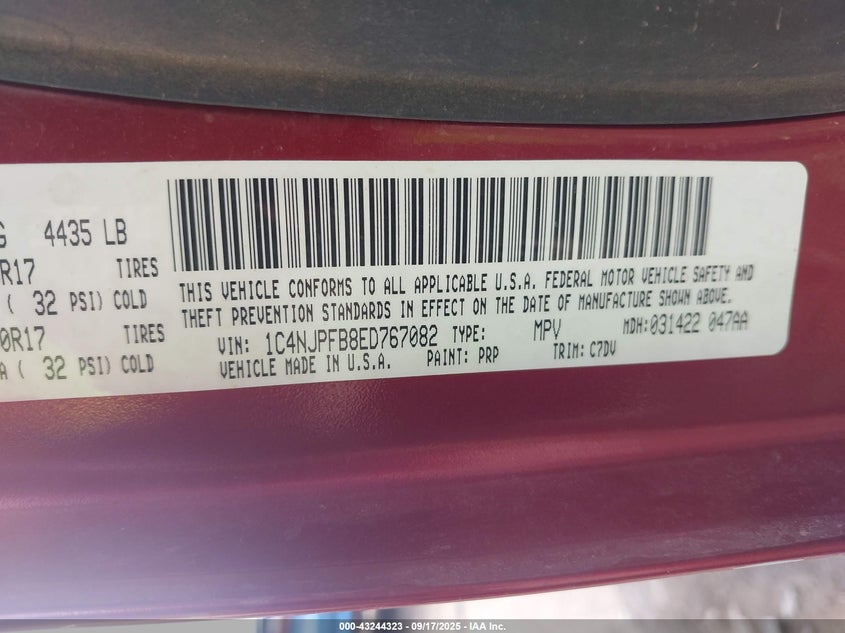 G 4435 LB
R17 TIRES
( 32 PSI) COLD
0R17 TIRES
A ( 32 PSI) COLD
THIS VEHICLE CONFORMS TO ALL APPLICABLE U.S.A. FEDERAL MOTOR VEHICLE SAFETY AND
THEFT PREVENTION STANDARDS IN EFFECT ON THE DATE OF MANUFACTURE SHOWN ABOVE.
VIN: 1C4NJPFB8ED767082 TYPE: MPV MDH:031422 047AA
VEHICLE MADE IN U.S.A. PAINT: PRP TRIM: C7DV
000-43244323 - 09/17/2025 - IAA Inc.